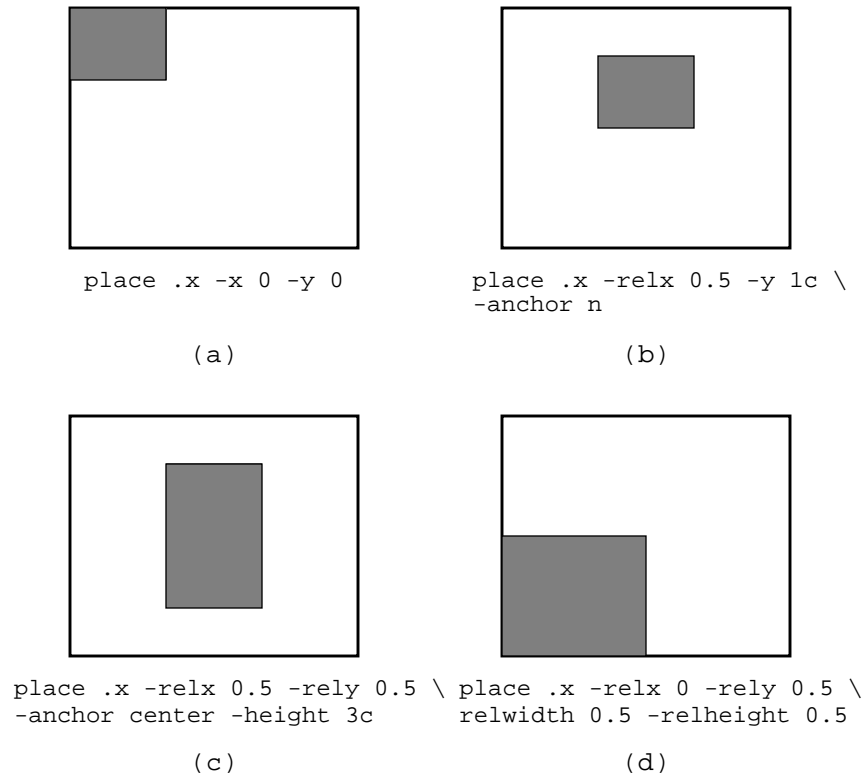 place .x -x 0 -y 0
(a)
place .x -relx 0.5 -y 1c \
-anchor n
(b)
place .x -relx 0.5 -rely 0.5 \
-anchor center -height 3c
(c)
place .x -relx 0 -rely 0.5 \
relwidth 0.5 -relheight 0.5
(d)